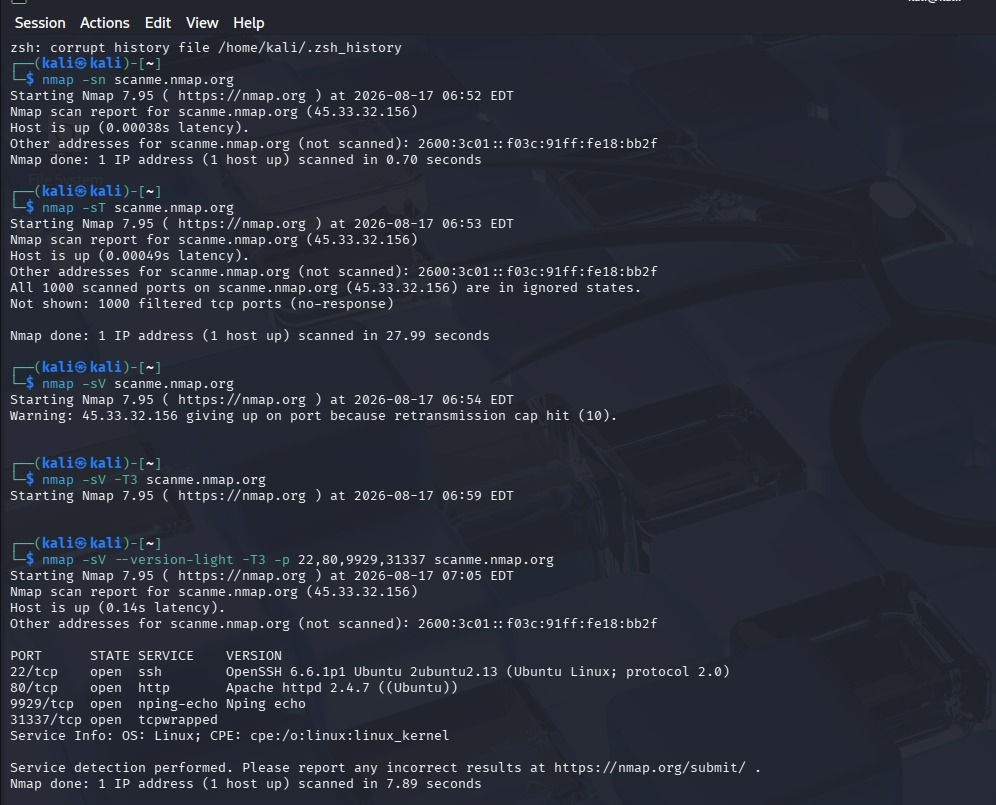 Session Actions Edit View Help
zsh: corrupt history file /home/kali/.zsh_history
┌──(kali㉿kali)-[~]
└─$ nmap -sn scanme.nmap.org
Starting Nmap 7.95 ( https://nmap.org ) at 2026-08-17 06:52 EDT
Nmap scan report for scanme.nmap.org (45.33.32.156)
Host is up (0.00038s latency).
Other addresses for scanme.nmap.org (not scanned): 2600:3c01::f03c:91ff:fe18:bb2f
Nmap done: 1 IP address (1 host up) scanned in 0.70 seconds
File System
┌──(kali㉿kali)-[~]
└─$ nmap -sT scanme.nmap.org
Starting Nmap 7.95 ( https://nmap.org ) at 2026-08-17 06:53 EDT
Nmap scan report for scanme.nmap.org (45.33.32.156)
Host is up (0.00049s latency).
Other addresses for scanme.nmap.org (not scanned): 2600:3c01::f03c:91ff:fe18:bb2f
All 1000 scanned ports on scanme.nmap.org (45.33.32.156) are in ignored states.
Not shown: 1000 filtered tcp ports (no-response)
Nmap done: 1 IP address (1 host up) scanned in 27.99 seconds
┌──(kali㉿kali)-[~]
└─$ nmap -sV scanme.nmap.org
Starting Nmap 7.95 ( https://nmap.org ) at 2026-08-17 06:54 EDT
Warning: 45.33.32.156 giving up on port because retransmission cap hit (10).
┌──(kali㉿kali)-[~]
└─$ nmap -sV -T3 scanme.nmap.org
Starting Nmap 7.95 ( https://nmap.org ) at 2026-08-17 06:59 EDT
┌──(kali㉿kali)-[~]
└─$ nmap -sV --version-light -T3 -p 22,80,9929,31337 scanme.nmap.org
Starting Nmap 7.95 ( https://nmap.org ) at 2026-08-17 07:05 EDT
Nmap scan report for scanme.nmap.org (45.33.32.156)
Host is up (0.14s latency).
Other addresses for scanme.nmap.org (not scanned): 2600:3c01::f03c:91ff:fe18:bb2f
PORT STATE SERVICE VERSION
22/tcp open ssh OpenSSH 6.6.1p1 Ubuntu 2ubuntu2.13 (Ubuntu Linux; protocol 2.0)
80/tcp open http Apache httpd 2.4.7 ((Ubuntu))
9929/tcp open nping-echo Nping echo
31337/tcp open tcpwrapped
Service Info: OS: Linux; CPE: cpe:/o:linux:linux_kernel
Service detection performed. Please report any incorrect results at https://nmap.org/submit/ .
Nmap done: 1 IP address (1 host up) scanned in 7.89 seconds